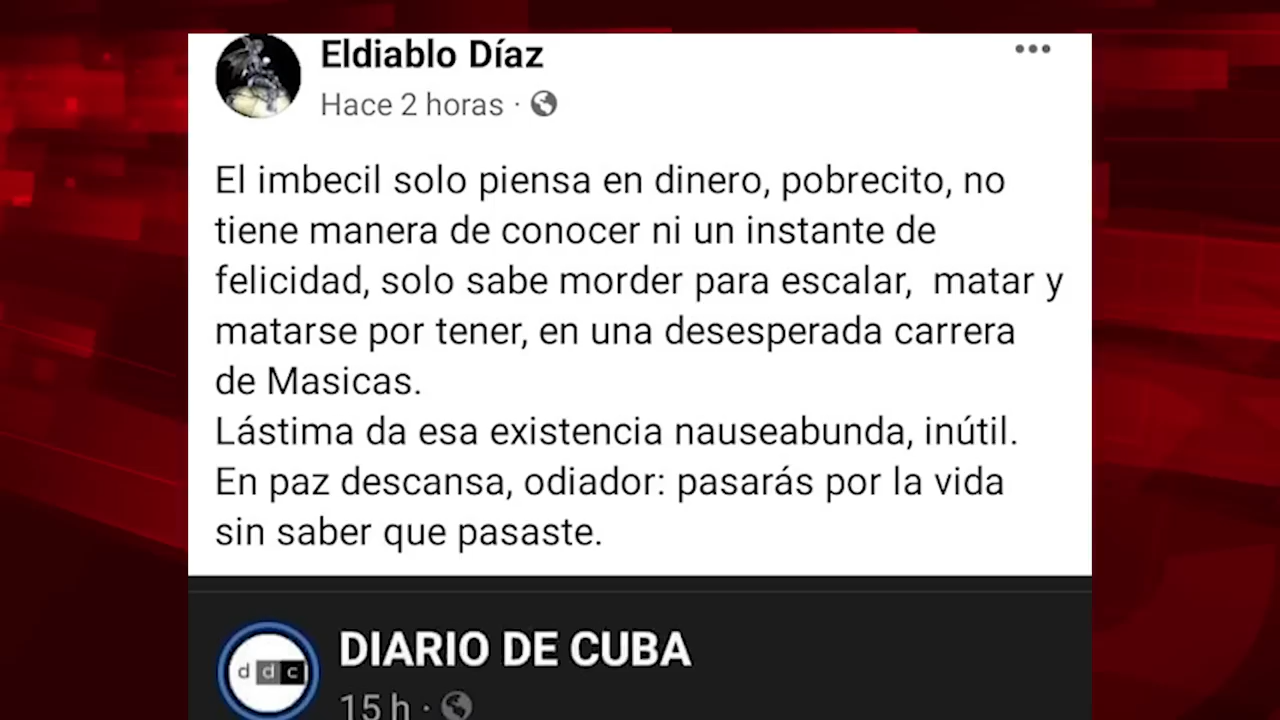 Eldiablo Díaz
Hace 2 horas ·
El imbecil solo piensa en dinero, pobrecito, no
tiene manera de conocer ni un instante de
felicidad, solo sabe morder para escalar,  matar y
matarse por tener, en una desesperada carrera
de Masicas.
Lástima da esa existencia nauseabunda, inútil.
En paz descansa, odiador: pasarás por la vida
sin saber que pasaste.
ddc
DIARIO DE CUBA
15 h ·